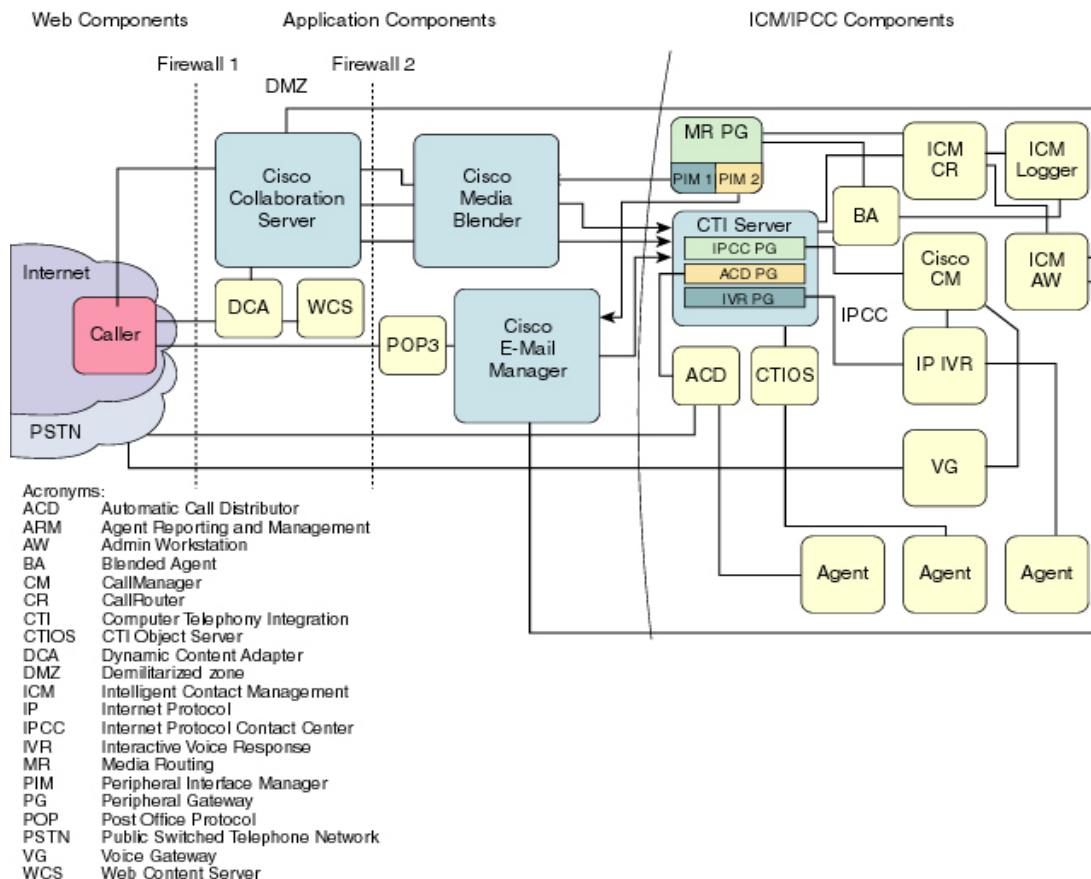 Web Components
Application Components
ICM/IPCC Components
Firewall 1
Firewall 2
DMZ
Cisco
Collaboration
Server
Cisco
Media
Blender
MR PG
PIM 1
PIM 2
ICM
CR
ICM
Logger
BA
CTI Server
IPCC PG
ACD PG
IVR PG
Cisco
CM
ICM
AW
Internet
Caller
DCA
WCS
POP3
Cisco
E-Mail
Manager
IPCC
ACD
CTIOS
IP IVR
PSTN
VG
Agent
Agent
Agent
Acronyms:
ACD Automatic Call Distributor
ARM Agent Reporting and Management
AW Admin Workstation
BA Blended Agent
CM CallManager
CR CallRouter
CTI Computer Telephony Integration
CTIOS CTI Object Server
DCA Dynamic Content Adapter
DMZ Demilitarized zone
ICM Intelligent Contact Management
IP Internet Protocol
IPCC Internet Protocol Contact Center
IVR Interactive Voice Response
MR Media Routing
PIM Peripheral Interface Manager
PG Peripheral Gateway
POP Post Office Protocol
PSTN Public Switched Telephone Network
VG Voice Gateway
WCS Web Content Server